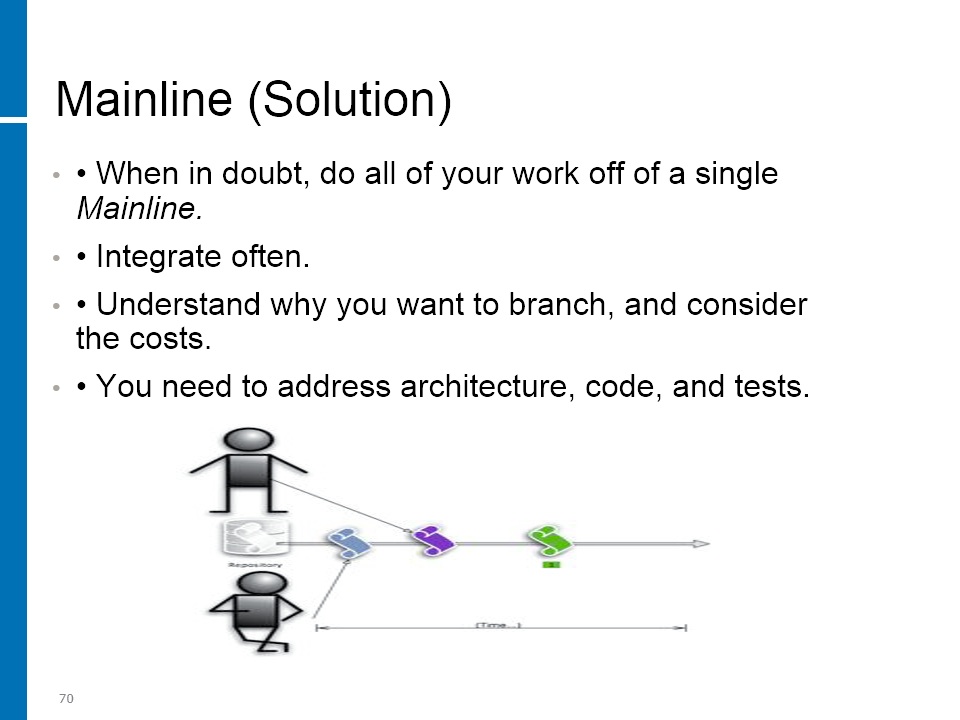 Mainline (Solution)
• • When in doubt, do all of your work off of a single
Mainline.
• • Integrate often.
• • Understand why you want to branch, and consider
the costs.
• • You need to address architecture, code, and tests.
Repository
(Time...)
70